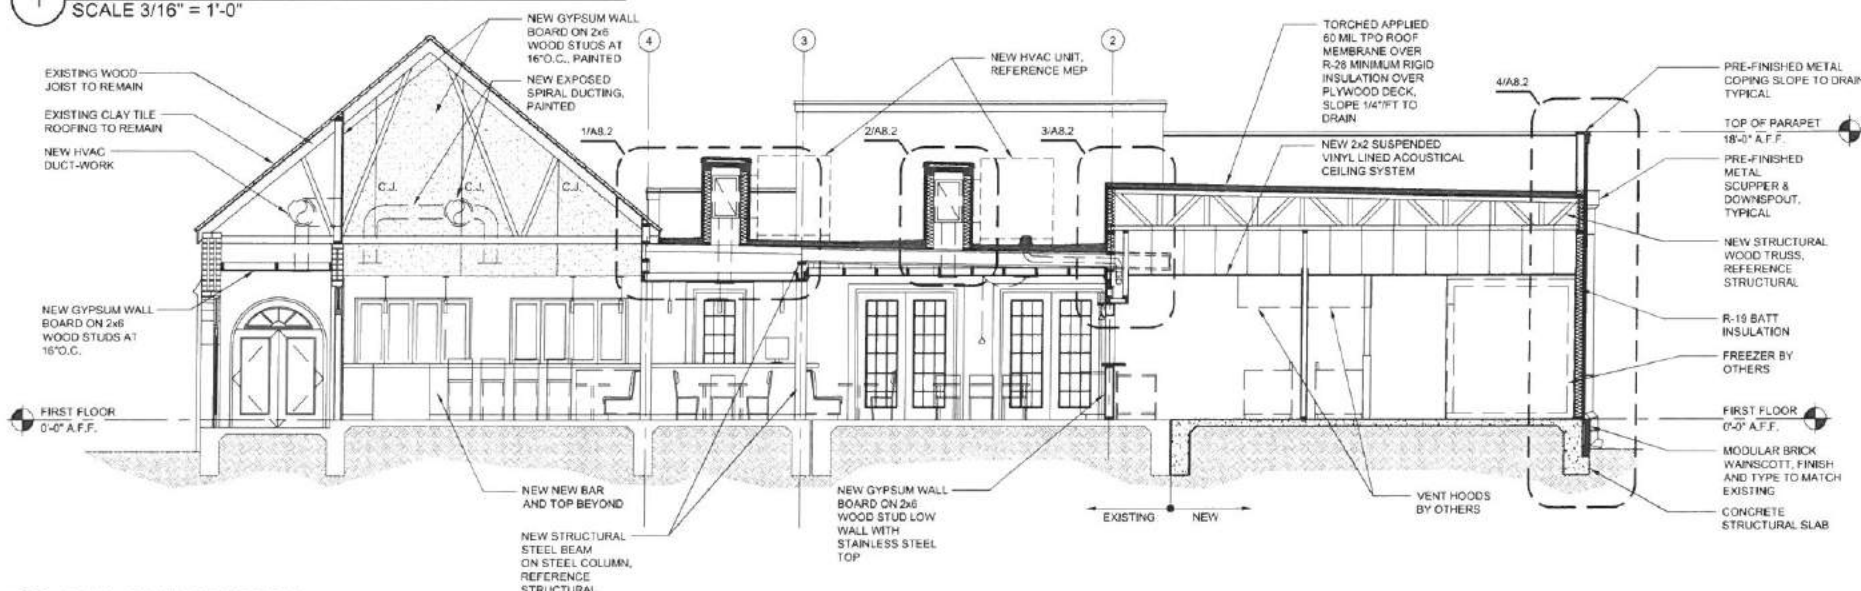 1
SCALE 3/16" = 1'-0"
NEW GYPSUM WALL
BOARD ON 2x6
WOOD STUDS AT
16"O.C., PAINTED
NEW EXPOSED
SPIRAL DUCTING,
PAINTED
EXISTING WOOD
JOIST TO REMAIN
EXISTING CLAY TILE
ROOFING TO REMAIN
NEW HVAC
DUCT-WORK
NEW GYPSUM WALL
BOARD ON 2x6
WOOD STUDS AT
16"O.C.
FIRST FLOOR
0'-0" A.F.F.
C.J.
C.J.
C.J.
4
3
2
NEW HVAC UNIT,
REFERENCE MEP
1/A8.2
2/A8.2
3/A8.2
4/A8.2
TORCHED APPLIED
60 MIL TPO ROOF
MEMBRANE OVER
R-28 MINIMUM RIGID
INSULATION OVER
PLYWOOD DECK,
SLOPE 1/4"/FT TO
DRAIN
NEW 2x2 SUSPENDED
VINYL LINED ACOUSTICAL
CEILING SYSTEM
PRE-FINISHED METAL
COPING SLOPE TO DRAIN
TYPICAL
TOP OF PARAPET
18'-0" A.F.F.
PRE-FINISHED
METAL
SCUPPER &
DOWNSPOUT,
TYPICAL
NEW STRUCTURAL
WOOD TRUSS,
REFERENCE
STRUCTURAL
R-19 BATT
INSULATION
FREEZER BY
OTHERS
FIRST FLOOR
0'-0" A.F.F.
MODULAR BRICK
WAINSCOTT, FINISH
AND TYPE TO MATCH
EXISTING
CONCRETE
STRUCTURAL SLAB
NEW NEW BAR
AND TOP BEYOND
NEW STRUCTURAL
STEEL BEAM
ON STEEL COLUMN,
REFERENCE
STRUCTURAL
NEW GYPSUM WALL
BOARD ON 2x6
WOOD STUD LOW
WALL WITH
STAINLESS STEEL
TOP
EXISTING
NEW
VENT HOODS
BY OTHERS